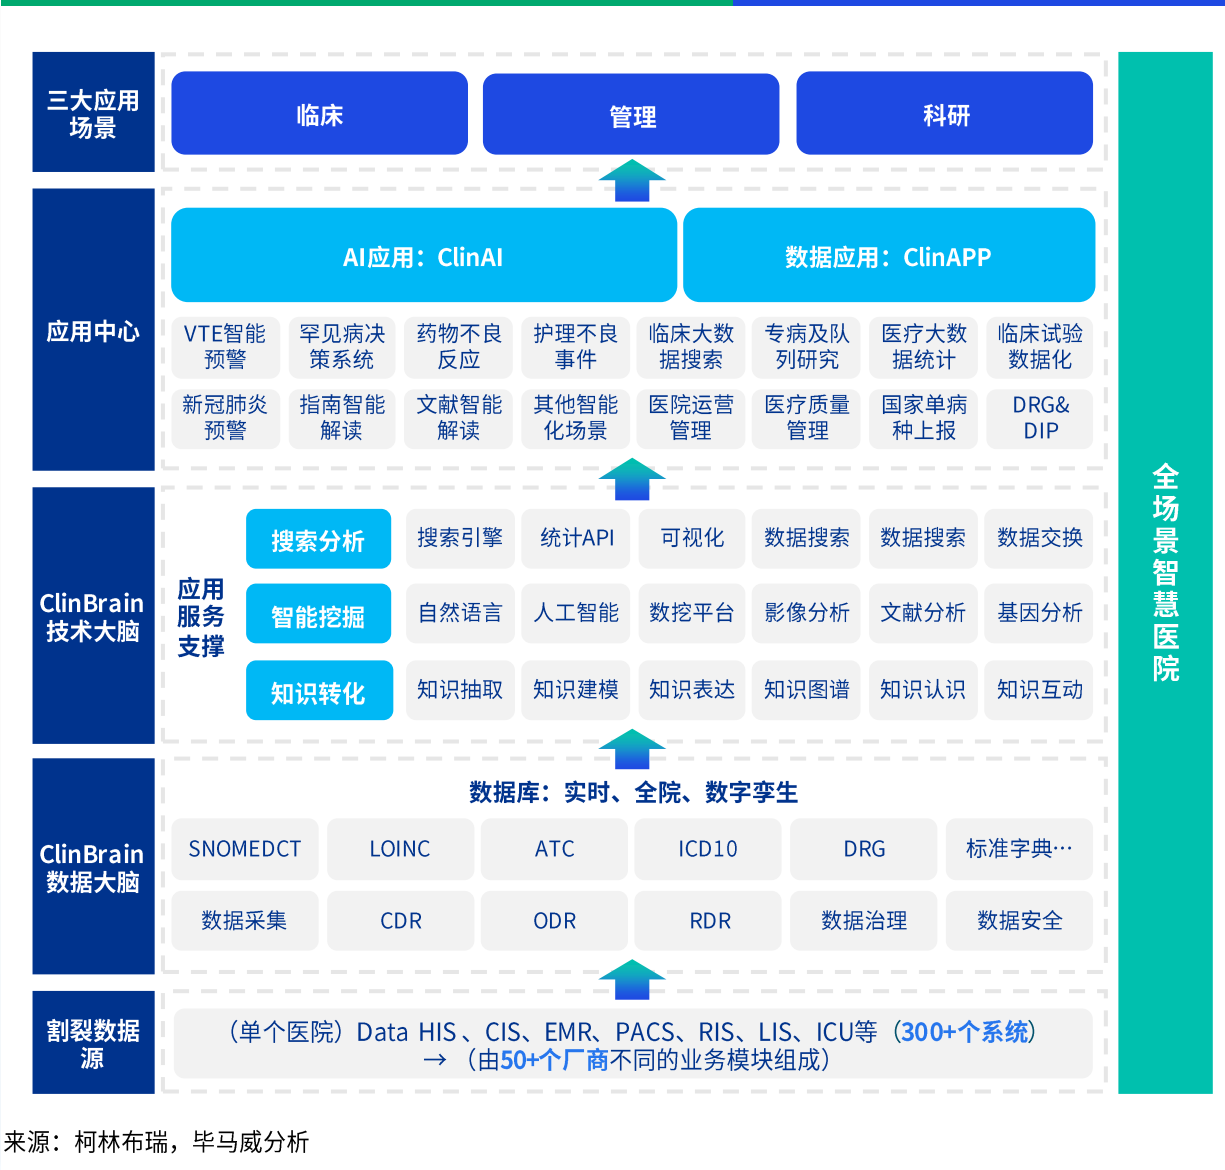 三大应用
场景
临床
管理
科研
应用中心
AI应用：ClinAI
数据应用：ClinAPP
VTE智能
预警
罕见病决
策系统
药物不良
反应
护理不良
事件
临床大数
据搜索
专病及队
列研究
医疗大数
据统计
临床试验
数据化
新冠肺炎
预警
指南智能
解读
文献智能
解读
其他智能
化场景
医院运营
管理
医疗质量
管理
国家单病
种上报
DRG&
DIP
ClinBrain
技术大脑
应用
服务
支撑
搜索分析
搜索引擎
统计API
可视化
数据搜索
数据搜索
数据交换
智能挖掘
自然语言
人工智能
数挖平台
影像分析
文献分析
基因分析
知识转化
知识抽取
知识建模
知识表达
知识图谱
知识认识
知识互动
ClinBrain
数据大脑
数据库：实时、全院、数字孪生
SNOMEDCT
LOINC
ATC
ICD10
DRG
标准字典…
数据采集
CDR
ODR
RDR
数据治理
数据安全
割裂数据
源
（单个医院）Data HIS 、CIS、EMR、PACS、RIS、LIS、ICU等（300+个系统）
→ （由50+个厂商不同的业务模块组成）
全场景智慧医院
来源：柯林布瑞，毕马威分析